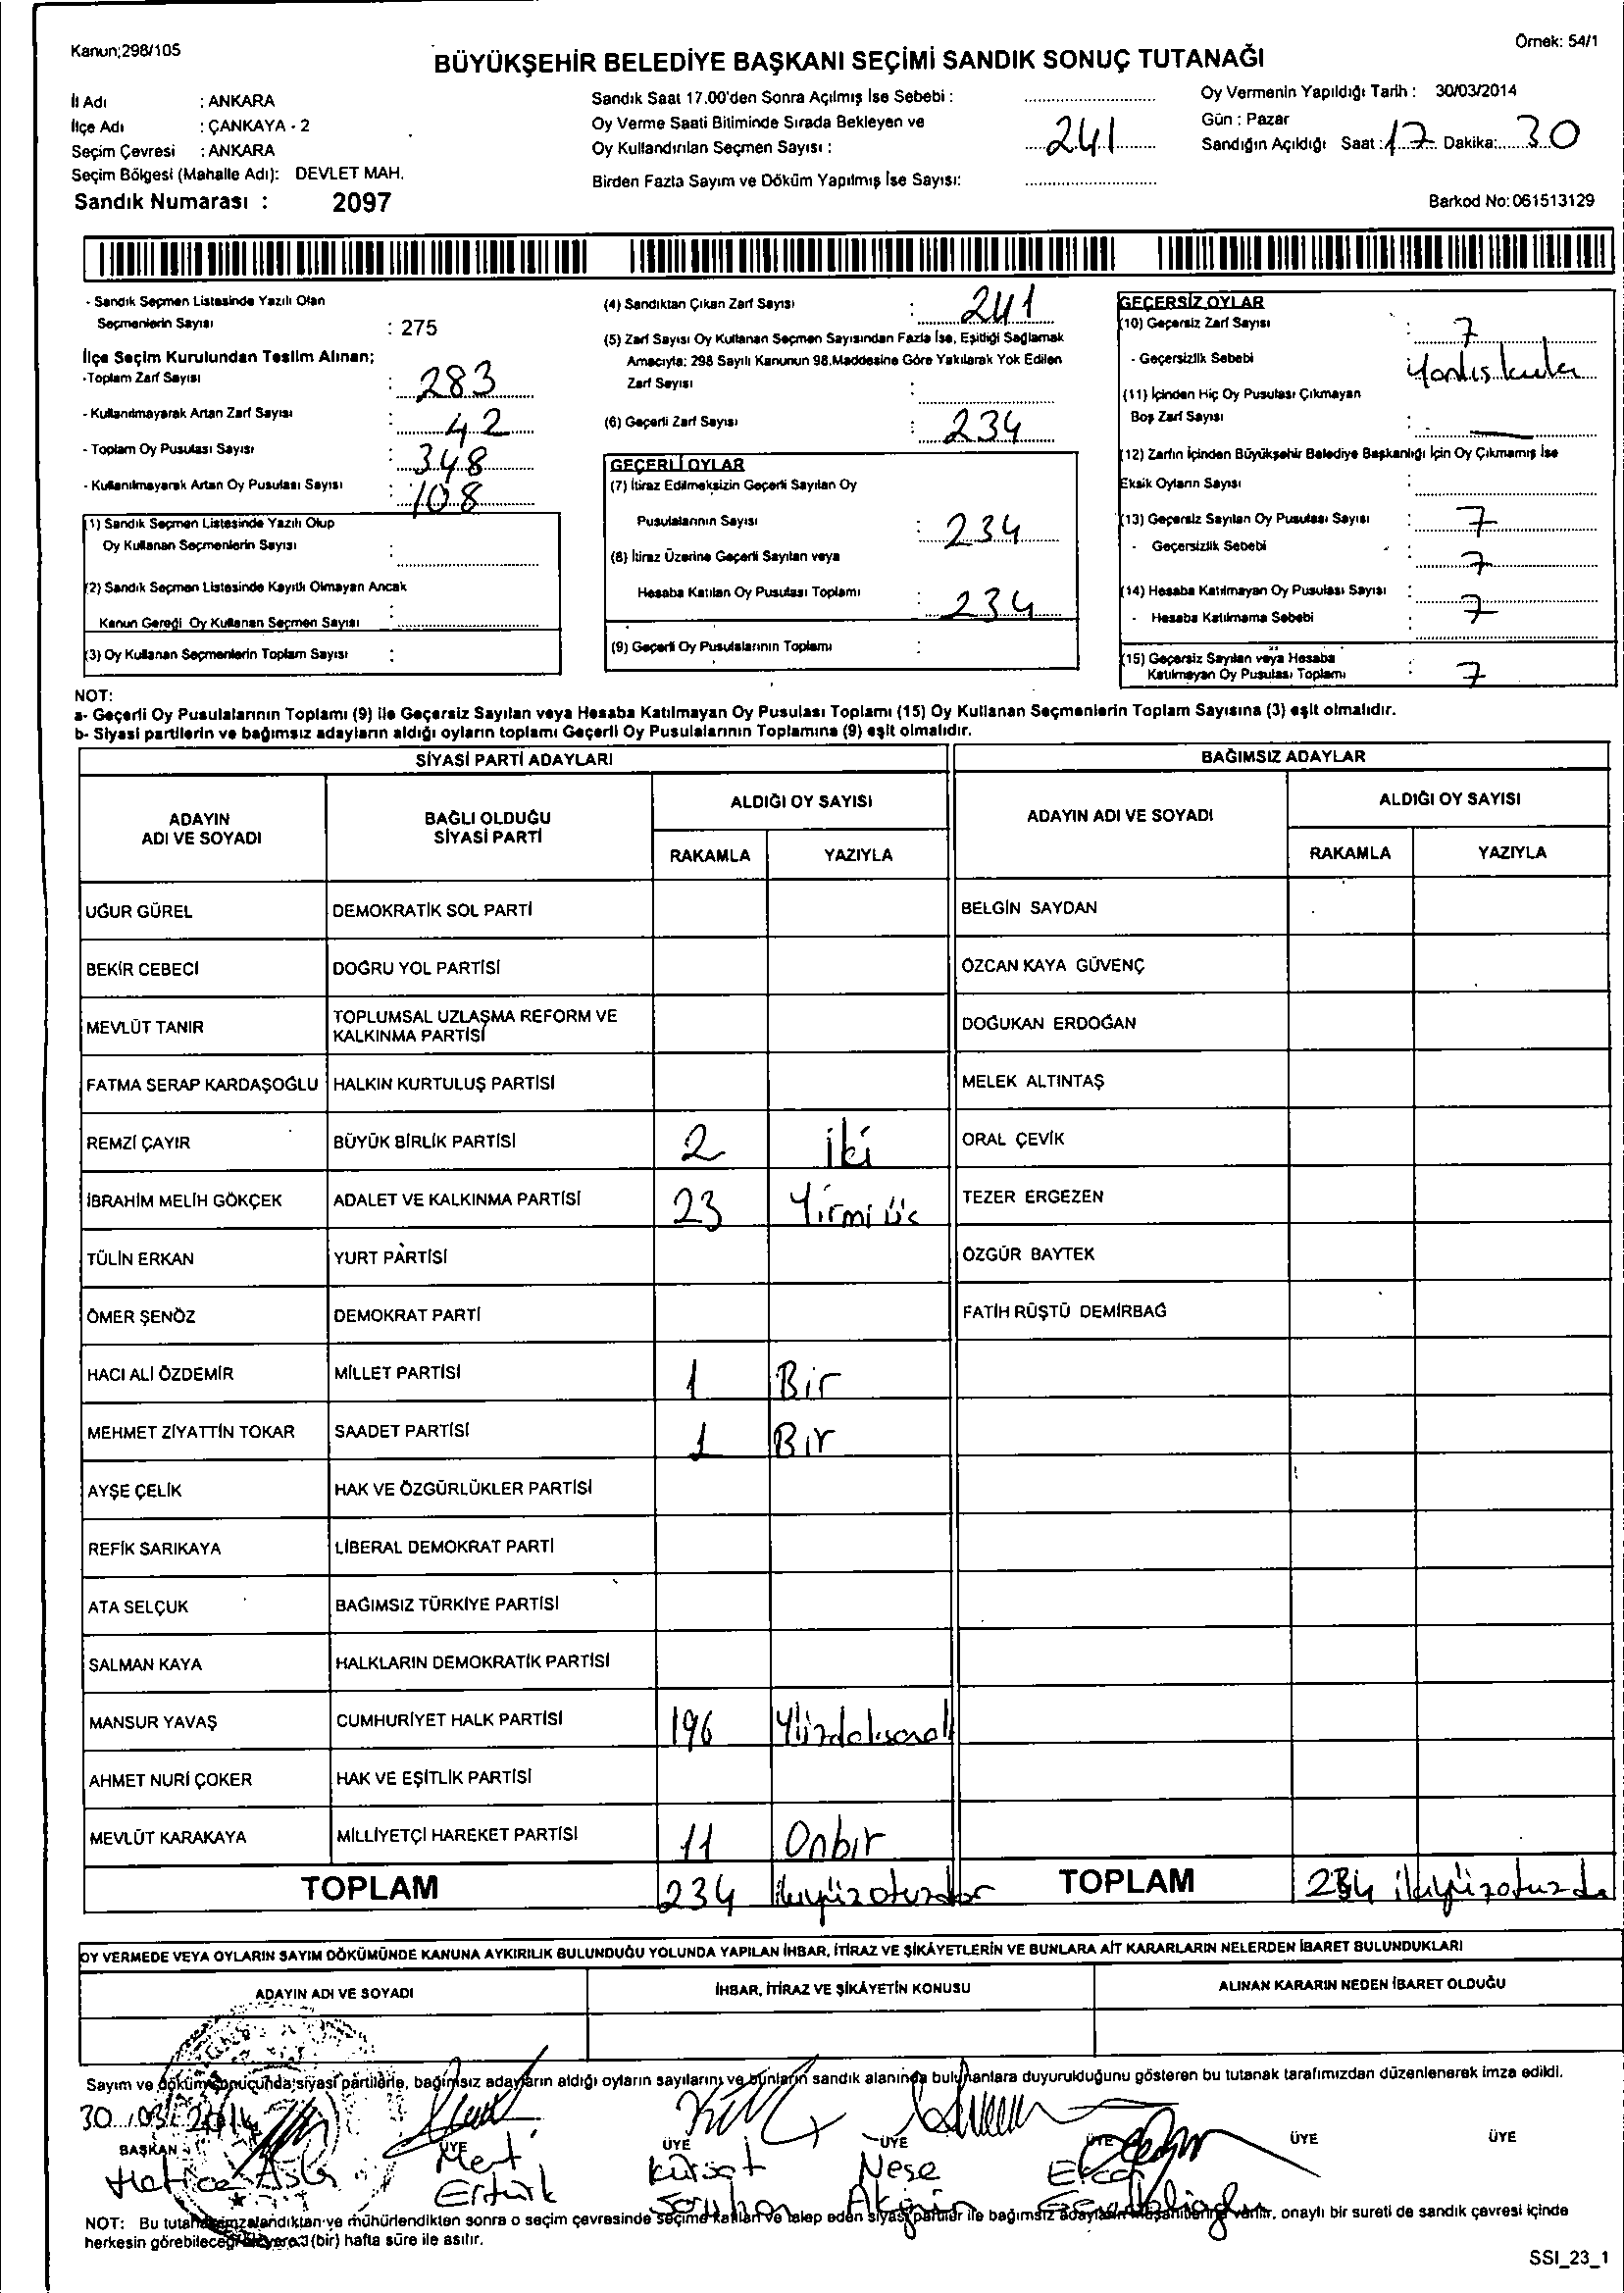 Kanun;298/105
Örnek: 54/1
BÜYÜKŞEHİR BELEDİYE BAŞKANI SEÇİMİ SANDIK SONUÇ TUTANAĞI
İl Adı : ANKARA
İlçe Adı : ÇANKAYA - 2
Seçim Çevresi : ANKARA
Seçim Bölgesi (Mahalle Adı): DEVLET MAH.
Sandık Numarası : 2097
Sandık Saat 17.00'den Sonra Açılmış İse Sebebi :
Oy Verme Saati Bitiminde Sırada Bekleyen ve
Oy Kullandırılan Seçmen Sayısı : 241
Birden Fazla Sayım ve Döküm Yapılmış İse Sayısı:
Oy Vermenin Yapıldığı Tarih : 30/03/2014
Gün : Pazar
Sandığın Açıldığı Saat : 17 Dakika: 30
Barkod No: 061513129
- Sandık Seçmen Listesinde Yazılı Olan
Seçmenlerin Sayısı : 275
İlçe Seçim Kurulundan Teslim Alınan;
-Toplam Zarf Sayısı : 283
- Kullanılmayarak Artan Zarf Sayısı : 42
- Toplam Oy Pusulası Sayısı : 348
- Kullanılmayarak Artan Oy Pusulası Sayısı : 108
(1) Sandık Seçmen Listesinde Yazılı Olup
Oy Kullanan Seçmenlerin Sayısı :
(2) Sandık Seçmen Listesinde Kayıtlı Olmayan Ancak
Kanun Gereği Oy Kullanan Seçmen Sayısı :
(3) Oy Kullanan Seçmenlerin Toplam Sayısı :
(4) Sandıktan Çıkan Zarf Sayısı : 241
(5) Zarf Sayısı Oy Kullanan Seçmen Sayısından Fazla İse, Eşitliği Sağlamak
Amacıyla; 298 Sayılı Kanunun 98.Maddesine Göre Yakılarak Yok Edilen
Zarf Sayısı :
(6) Geçerli Zarf Sayısı : 234
GEÇERLİ OYLAR
(7) İtiraz Edilmeksizin Geçerli Sayılan Oy
Pusulalarının Sayısı : 234
(8) İtiraz Üzerine Geçerli Sayılan veya
Hesaba Katılan Oy Pusulası Toplamı : 234
(9) Geçerli Oy Pusulalarının Toplamı :
GEÇERSİZ OYLAR
(10) Geçersiz Zarf Sayısı : 7
- Geçersizlik Sebebi :
(11) İçinden Hiç Oy Pusulası Çıkmayan
Boş Zarf Sayısı : —
(12) Zarfın İçinden Büyükşehir Belediye Başkanlığı İçin Oy Çıkmamış İse
Eksik Oyların Sayısı :
(13) Geçersiz Sayılan Oy Pusulası Sayısı : 7
- Geçersizlik Sebebi : 7
(14) Hesaba Katılmayan Oy Pusulası Sayısı : 7
- Hesaba Katılmama Sebebi :
(15) Geçersiz Sayılan veya Hesaba
Katılmayan Oy Pusulası Toplamı : 7
NOT:
a- Geçerli Oy Pusulalarının Toplamı (9) ile Geçersiz Sayılan veya Hesaba Katılmayan Oy Pusulası Toplamı (15) Oy Kullanan Seçmenlerin Toplam Sayısına (3) eşit olmalıdır.
b- Siyasi partilerin ve bağımsız adayların aldığı oyların toplamı Geçerli Oy Pusulalarının Toplamına (9) eşit olmalıdır.
SİYASİ PARTİ ADAYLARI
BAĞIMSIZ ADAYLAR
ADAYIN ADI VE SOYADI
BAĞLI OLDUĞU SİYASİ PARTİ
ALDIĞI OY SAYISI
RAKAMLA YAZIYLA
ADAYIN ADI VE SOYADI
ALDIĞI OY SAYISI
RAKAMLA YAZIYLA
UĞUR GÜREL DEMOKRATİK SOL PARTİ BELGİN SAYDAN
BEKİR CEBECİ DOĞRU YOL PARTİSİ ÖZCAN KAYA GÜVENÇ
MEVLÜT TANIR TOPLUMSAL UZLAŞMA REFORM VE KALKINMA PARTİSİ DOĞUKAN ERDOĞAN
FATMA SERAP KARDAŞOĞLU HALKIN KURTULUŞ PARTİSİ MELEK ALTINTAŞ
REMZİ ÇAYIR BÜYÜK BİRLİK PARTİSİ 2 iki ORAL ÇEVİK
İBRAHİM MELİH GÖKÇEK ADALET VE KALKINMA PARTİSİ 23 Yirmi üç TEZER ERGEZEN
TÜLİN ERKAN YURT PARTİSİ ÖZGÜR BAYTEK
ÖMER ŞENÖZ DEMOKRAT PARTİ FATİH RÜŞTÜ DEMİRBAĞ
HACI ALİ ÖZDEMİR MİLLET PARTİSİ 1 Bir
MEHMET ZİYATTİN TOKAR SAADET PARTİSİ 1 Bir
AYŞE ÇELİK HAK VE ÖZGÜRLÜKLER PARTİSİ
REFİK SARIKAYA LİBERAL DEMOKRAT PARTİ
ATA SELÇUK BAĞIMSIZ TÜRKİYE PARTİSİ
SALMAN KAYA HALKLARIN DEMOKRATİK PARTİSİ
MANSUR YAVAŞ CUMHURİYET HALK PARTİSİ 196
AHMET NURİ ÇOKER HAK VE EŞİTLİK PARTİSİ
MEVLÜT KARAKAYA MİLLİYETÇİ HAREKET PARTİSİ 11 Onbir
TOPLAM 234 TOPLAM 234
OY VERMEDE VEYA OYLARIN SAYIM DÖKÜMÜNDE KANUNA AYKIRILIK BULUNDUĞU YOLUNDA YAPILAN İHBAR, İTİRAZ VE ŞİKÂYETLERİN VE BUNLARA AİT KARARLARIN NELERDEN İBARET BULUNDUKLARI
ADAYIN ADI VE SOYADI İHBAR, İTİRAZ VE ŞİKÂYETİN KONUSU ALINAN KARARIN NEDEN İBARET OLDUĞU
Sayım ve döküm sonucunda siyasi partilerle, bağımsız adayların aldığı oyların sayılarını ve bunların sandık alanında bulunanlara duyurulduğunu gösteren bu tutanak tarafımızdan düzenlenerek imza edildi.
30 / 03 / 2014
BAŞKAN ÜYE ÜYE ÜYE ÜYE ÜYE ÜYE
Hatice Aslı Mert Kürşat Neşe
Ertürk
NOT: Bu tutanak imzalandıktan ve mühürlendikten sonra o seçim çevresinde seçime katılan ve talep eden siyasi partiler ile bağımsız adayların müşahitlerine verilir, onaylı bir sureti de sandık çevresi içinde
herkesin görebileceği (bir) hafta süre ile asılır.
SSI_23_1